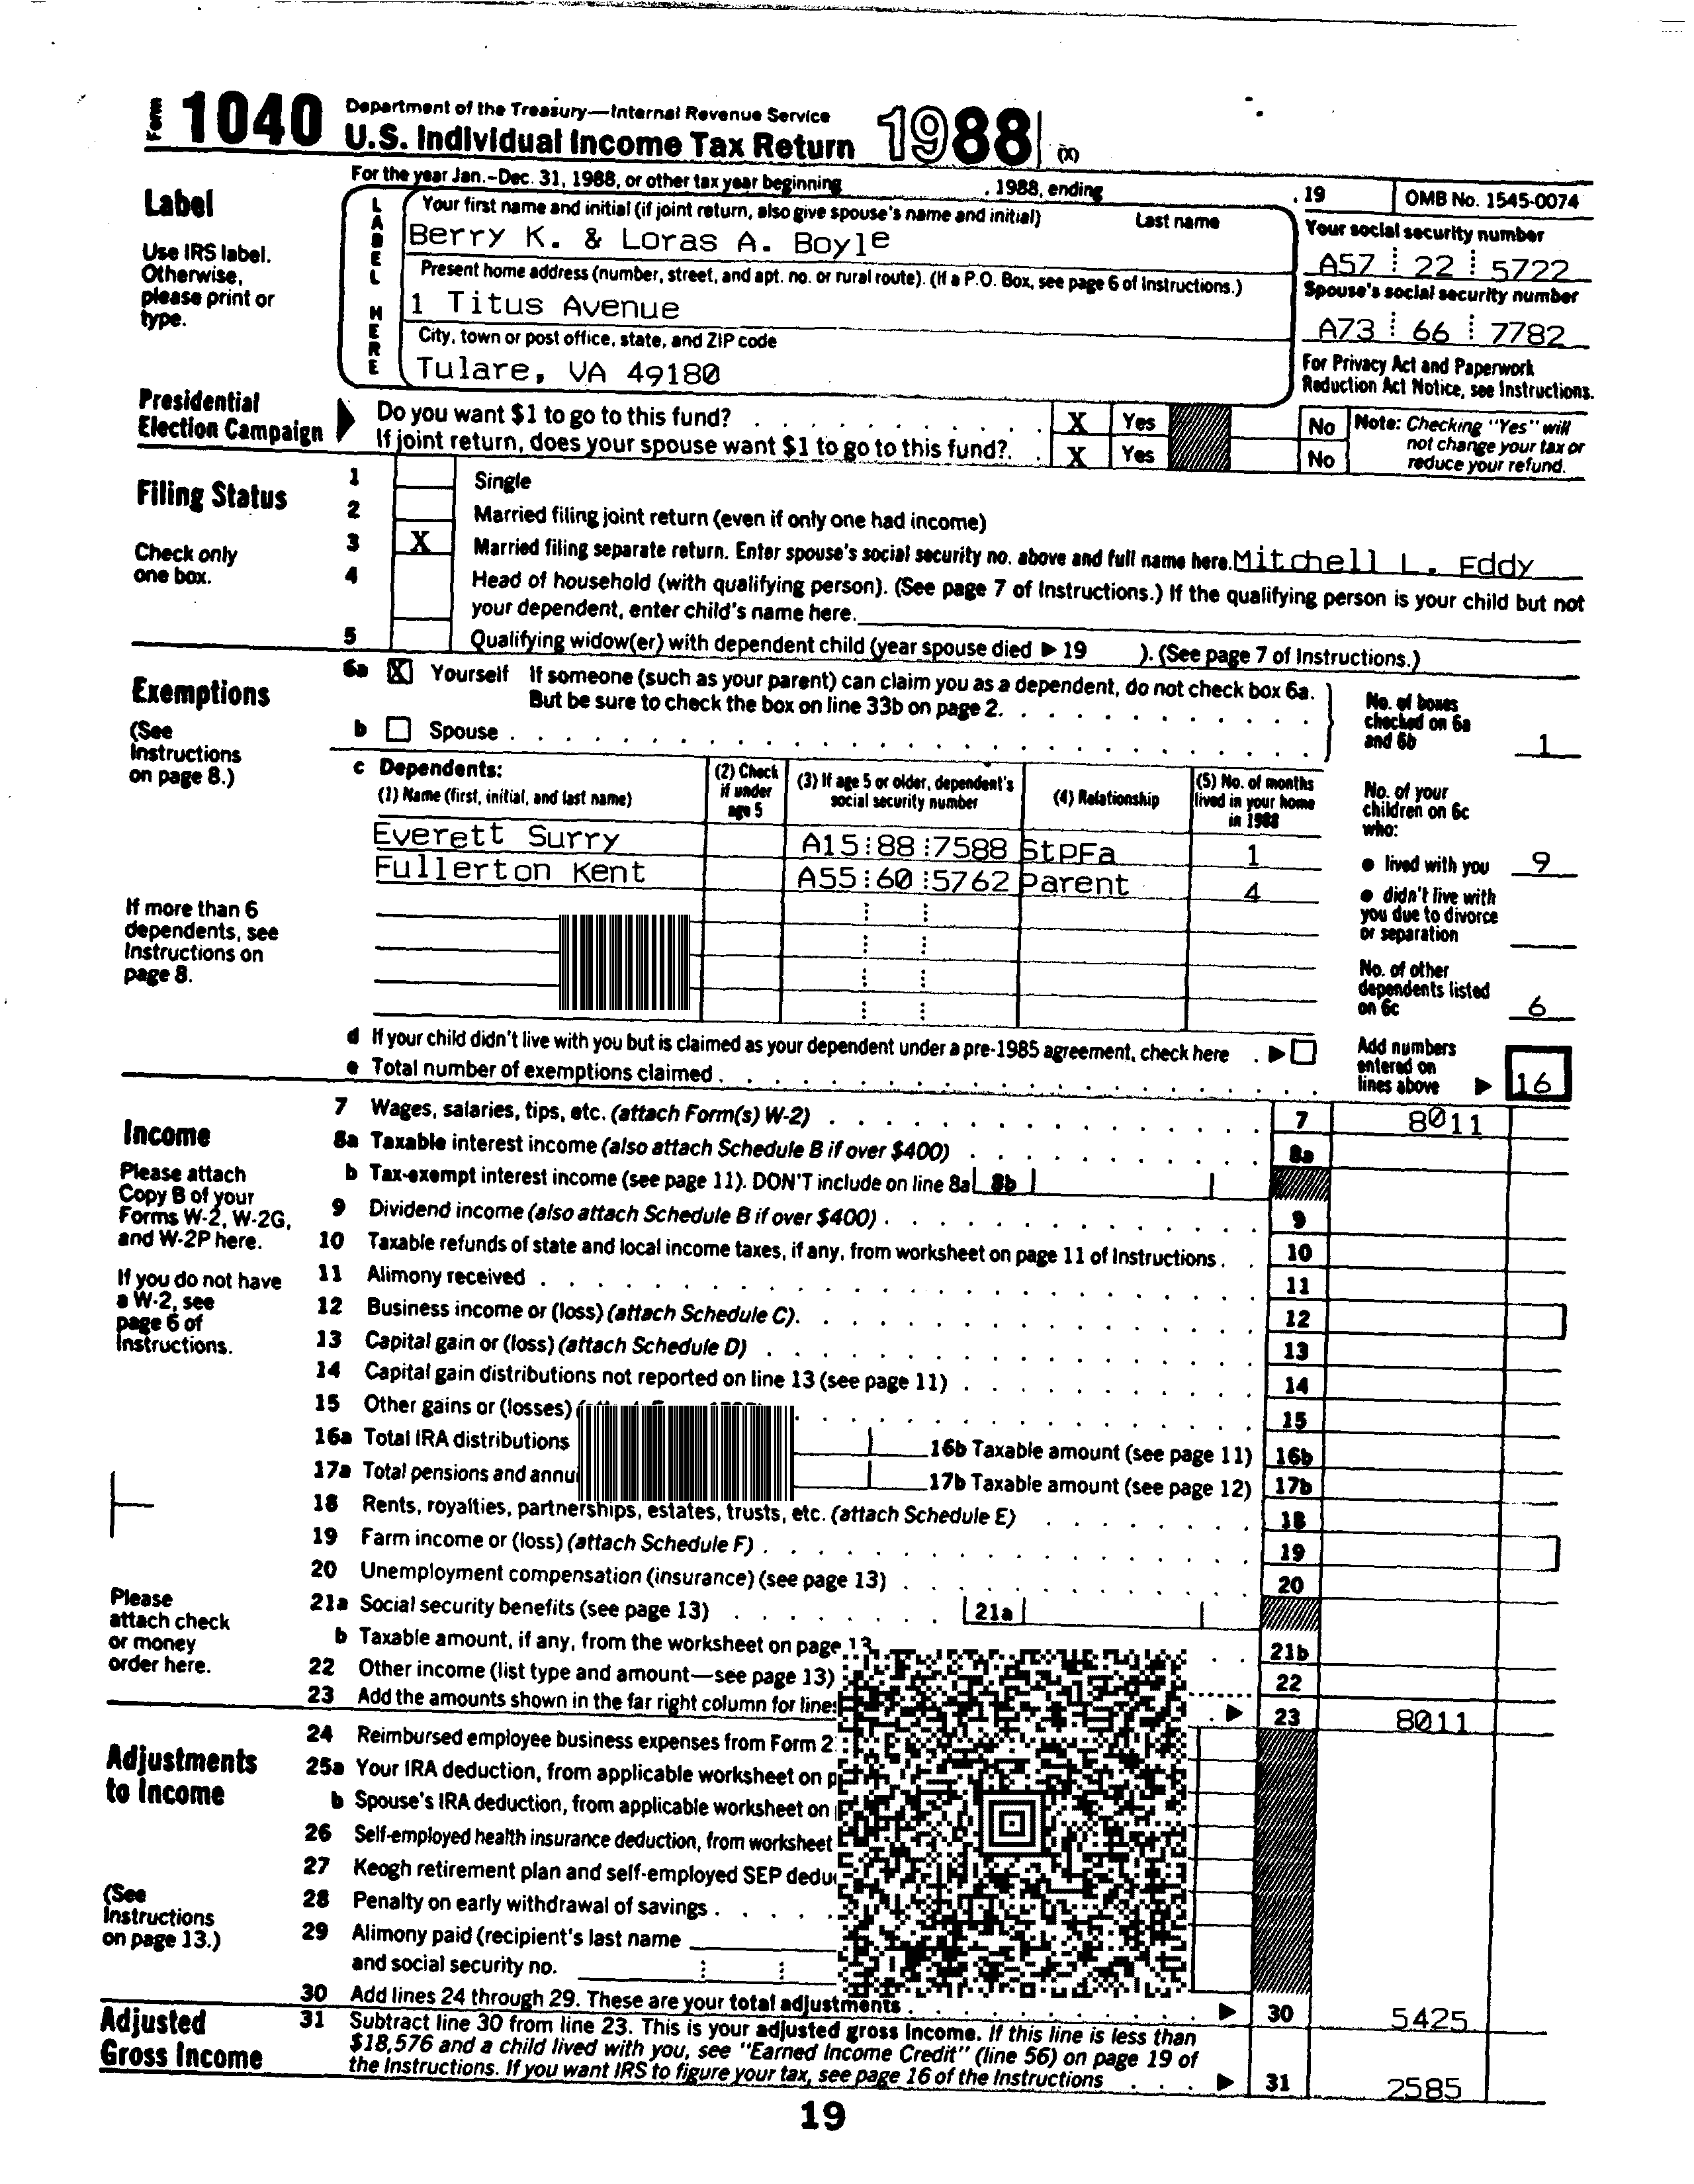 Form 1040 Department of the Treasury—Internal Revenue Service
U.S. Individual Income Tax Return 1988 (X)
For the year Jan.–Dec. 31, 1988, or other tax year beginning , 1988, ending , 19 OMB No. 1545-0074
Label
Use IRS label.
Otherwise,
please print or
type.
LABEL HERE
Your first name and initial (if joint return, also give spouse's name and initial) Last name
Berry K. & Loras A. Boyle
Present home address (number, street, and apt. no. or rural route). (If a P.O. Box, see page 6 of Instructions.)
1 Titus Avenue
City, town or post office, state, and ZIP code
Tulare, VA 49180
Your social security number
A57 22 5722
Spouse's social security number
A73 66 7782
For Privacy Act and Paperwork
Reduction Act Notice, see Instructions.
Presidential
Election Campaign
Do you want $1 to go to this fund? X Yes No
If joint return, does your spouse want $1 to go to this fund? X Yes No
Note: Checking "Yes" will
not change your tax or
reduce your refund.
Filing Status
Check only
one box.
1 Single
2 Married filing joint return (even if only one had income)
3 X Married filing separate return. Enter spouse's social security no. above and full name here. Mitchell L. Eddy
4 Head of household (with qualifying person). (See page 7 of Instructions.) If the qualifying person is your child but not
your dependent, enter child's name here.
5 Qualifying widow(er) with dependent child (year spouse died ▶ 19 ). (See page 7 of Instructions.)
Exemptions
(See
Instructions
on page 8.)
6a X Yourself If someone (such as your parent) can claim you as a dependent, do not check box 6a.
But be sure to check the box on line 33b on page 2.
b Spouse
No. of boxes
checked on 6a
and 6b 1
c Dependents:
(1) Name (first, initial, and last name)
(2) Check
if under
age 5
(3) If age 5 or older, dependent's
social security number
(4) Relationship
(5) No. of months
lived in your home
in 1988
Everett Surry A15 88 7588 StpFa 1
Fullerton Kent A55 60 5762 Parent 4
If more than 6
dependents, see
Instructions on
page 8.
No. of your
children on 6c
who:
● lived with you 9
● didn't live with
you due to divorce
or separation
No. of other
dependents listed
on 6c 6
d If your child didn't live with you but is claimed as your dependent under a pre-1985 agreement, check here ▶
e Total number of exemptions claimed
Add numbers
entered on
lines above ▶ 16
Income
Please attach
Copy B of your
Forms W-2, W-2G,
and W-2P here.
If you do not have
a W-2, see
page 6 of
Instructions.
7 Wages, salaries, tips, etc. (attach Form(s) W-2) 7 8011
8a Taxable interest income (also attach Schedule B if over $400) 8a
b Tax-exempt interest income (see page 11). DON'T include on line 8a 8b
9 Dividend income (also attach Schedule B if over $400) 9
10 Taxable refunds of state and local income taxes, if any, from worksheet on page 11 of Instructions 10
11 Alimony received 11
12 Business income or (loss) (attach Schedule C) 12
13 Capital gain or (loss) (attach Schedule D) 13
14 Capital gain distributions not reported on line 13 (see page 11) 14
15 Other gains or (losses) 15
16a Total IRA distributions 16b Taxable amount (see page 11) 16b
17a Total pensions and annui 17b Taxable amount (see page 12) 17b
18 Rents, royalties, partnerships, estates, trusts, etc. (attach Schedule E) 18
19 Farm income or (loss) (attach Schedule F) 19
20 Unemployment compensation (insurance) (see page 13) 20
21a Social security benefits (see page 13) 21a
b Taxable amount, if any, from the worksheet on page 13 21b
22 Other income (list type and amount—see page 13) 22
23 Add the amounts shown in the far right column for lines ▶ 23 8011
Please
attach check
or money
order here.
Adjustments
to Income
(See
Instructions
on page 13.)
24 Reimbursed employee business expenses from Form 2
25a Your IRA deduction, from applicable worksheet on p
b Spouse's IRA deduction, from applicable worksheet on
26 Self-employed health insurance deduction, from worksheet
27 Keogh retirement plan and self-employed SEP dedu
28 Penalty on early withdrawal of savings
29 Alimony paid (recipient's last name
and social security no.
30 Add lines 24 through 29. These are your total adjustments ▶ 30 5425
Adjusted
Gross Income
31 Subtract line 30 from line 23. This is your adjusted gross income. If this line is less than
$18,576 and a child lived with you, see "Earned Income Credit" (line 56) on page 19 of
the Instructions. If you want IRS to figure your tax, see page 16 of the Instructions ▶ 31 2585
19